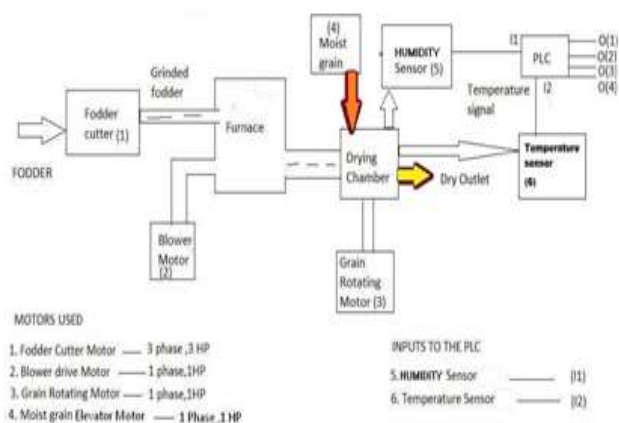 (4)
Moist
grain
HUMIDITY
Sensor (5)
I1
PLC
O(1)
O(2)
O(3)
O(4)
I2
Grinded
fodder
Temperature
signal
Fodder
cutter (1)
Furnace
FODDER
Drying
Chamber
Temperature
sensor
(6)
Dry Outlet
Blower
Motor
(2)
Grain
Rotating
Motor (3)
MOTORS USED
1. Fodder Cutter Motor — 3 phase ,3 HP
2. Blower drive Motor — 1 phase,1HP
3. Grain Rotating Motor — 1 phase,1HP
4. Moist grain Elevator Motor — 1 Phase ,1 HP
INPUTS TO THE PLC
5. HUMIDITY Sensor — (I1)
6. Temperature Sensor — (I2)